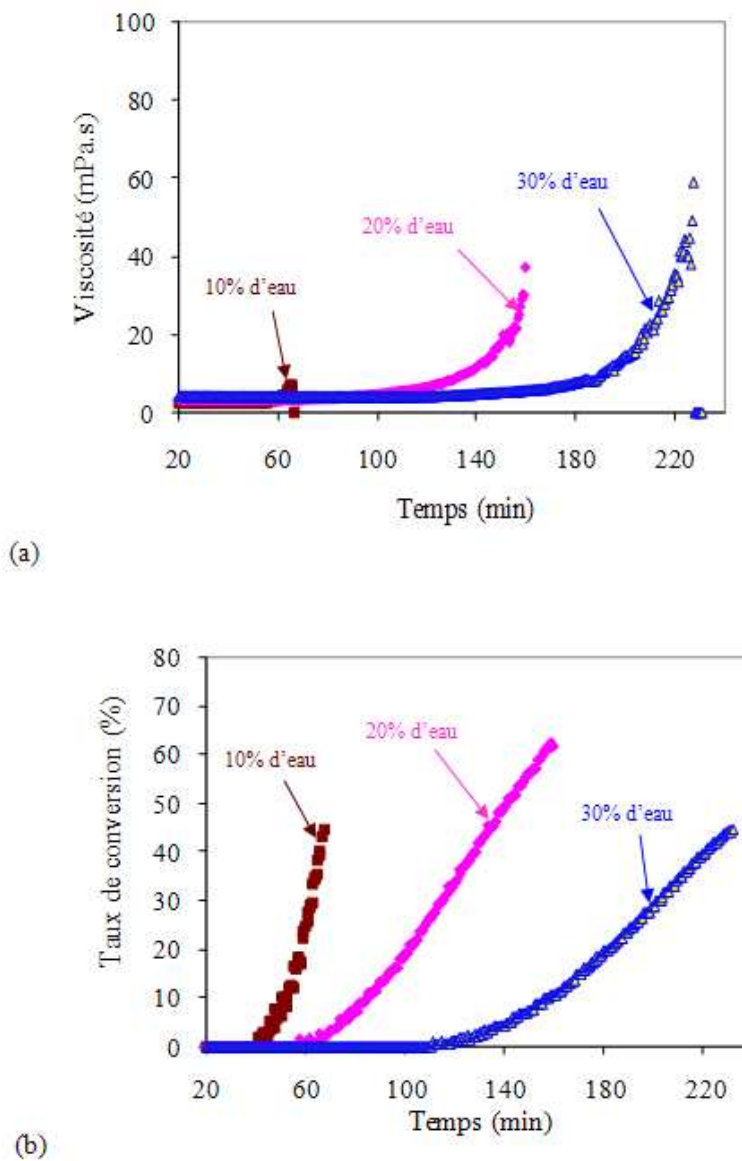 100
80
60
40
20
0
Viscosité (mPa.s)
10% d'eau
20% d'eau
30% d'eau
20 60 100 140 180 220
Temps (min)
(a)
80
70
60
50
40
30
20
10
0
Taux de conversion (%)
10% d'eau
20% d'eau
30% d'eau
20 60 100 140 180 220
Temps (min)
(b)